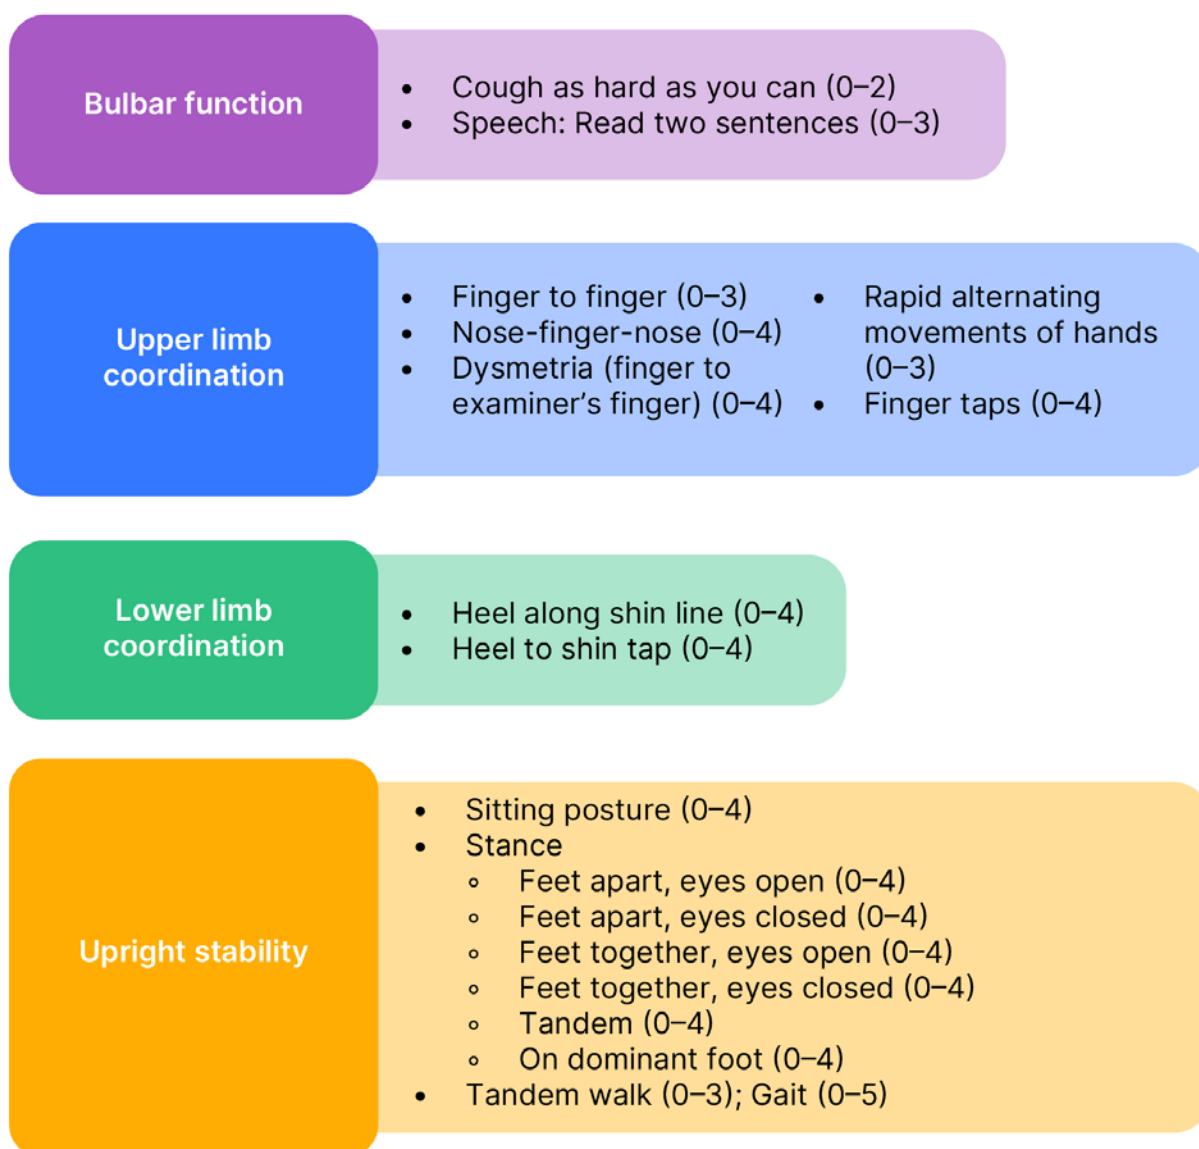 Bulbar function
• Cough as hard as you can (0–2)
• Speech: Read two sentences (0–3)
Upper limb
coordination
• Finger to finger (0–3)
• Nose-finger-nose (0–4)
• Dysmetria (finger to
examiner’s finger) (0–4)
• Rapid alternating
movements of hands
(0–3)
• Finger taps (0–4)
Lower limb
coordination
• Heel along shin line (0–4)
• Heel to shin tap (0–4)
Upright stability
• Sitting posture (0–4)
• Stance
◦ Feet apart, eyes open (0–4)
◦ Feet apart, eyes closed (0–4)
◦ Feet together, eyes open (0–4)
◦ Feet together, eyes closed (0–4)
◦ Tandem (0–4)
◦ On dominant foot (0–4)
• Tandem walk (0–3); Gait (0–5)